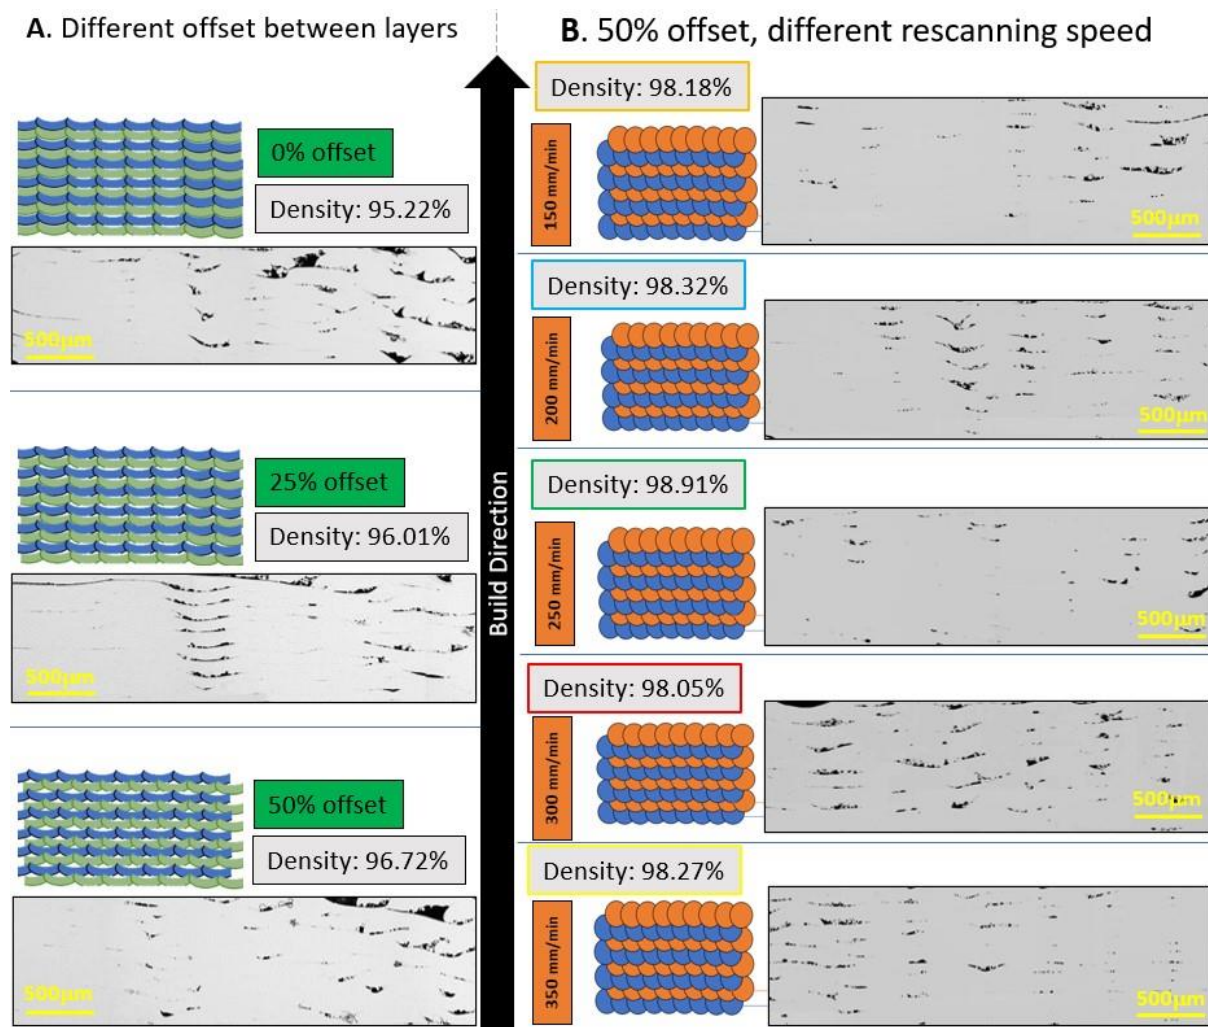 A. Different offset between layers
0% offset
Density: 95.22%
500µm
25% offset
Density: 96.01%
500µm
50% offset
Density: 96.72%
500µm
Build Direction
B. 50% offset, different rescanning speed
Density: 98.18%
150 mm/min
500µm
Density: 98.32%
200 mm/min
500µm
Density: 98.91%
250 mm/min
500µm
Density: 98.05%
300 mm/min
500µm
Density: 98.27%
350 mm/min
500µm